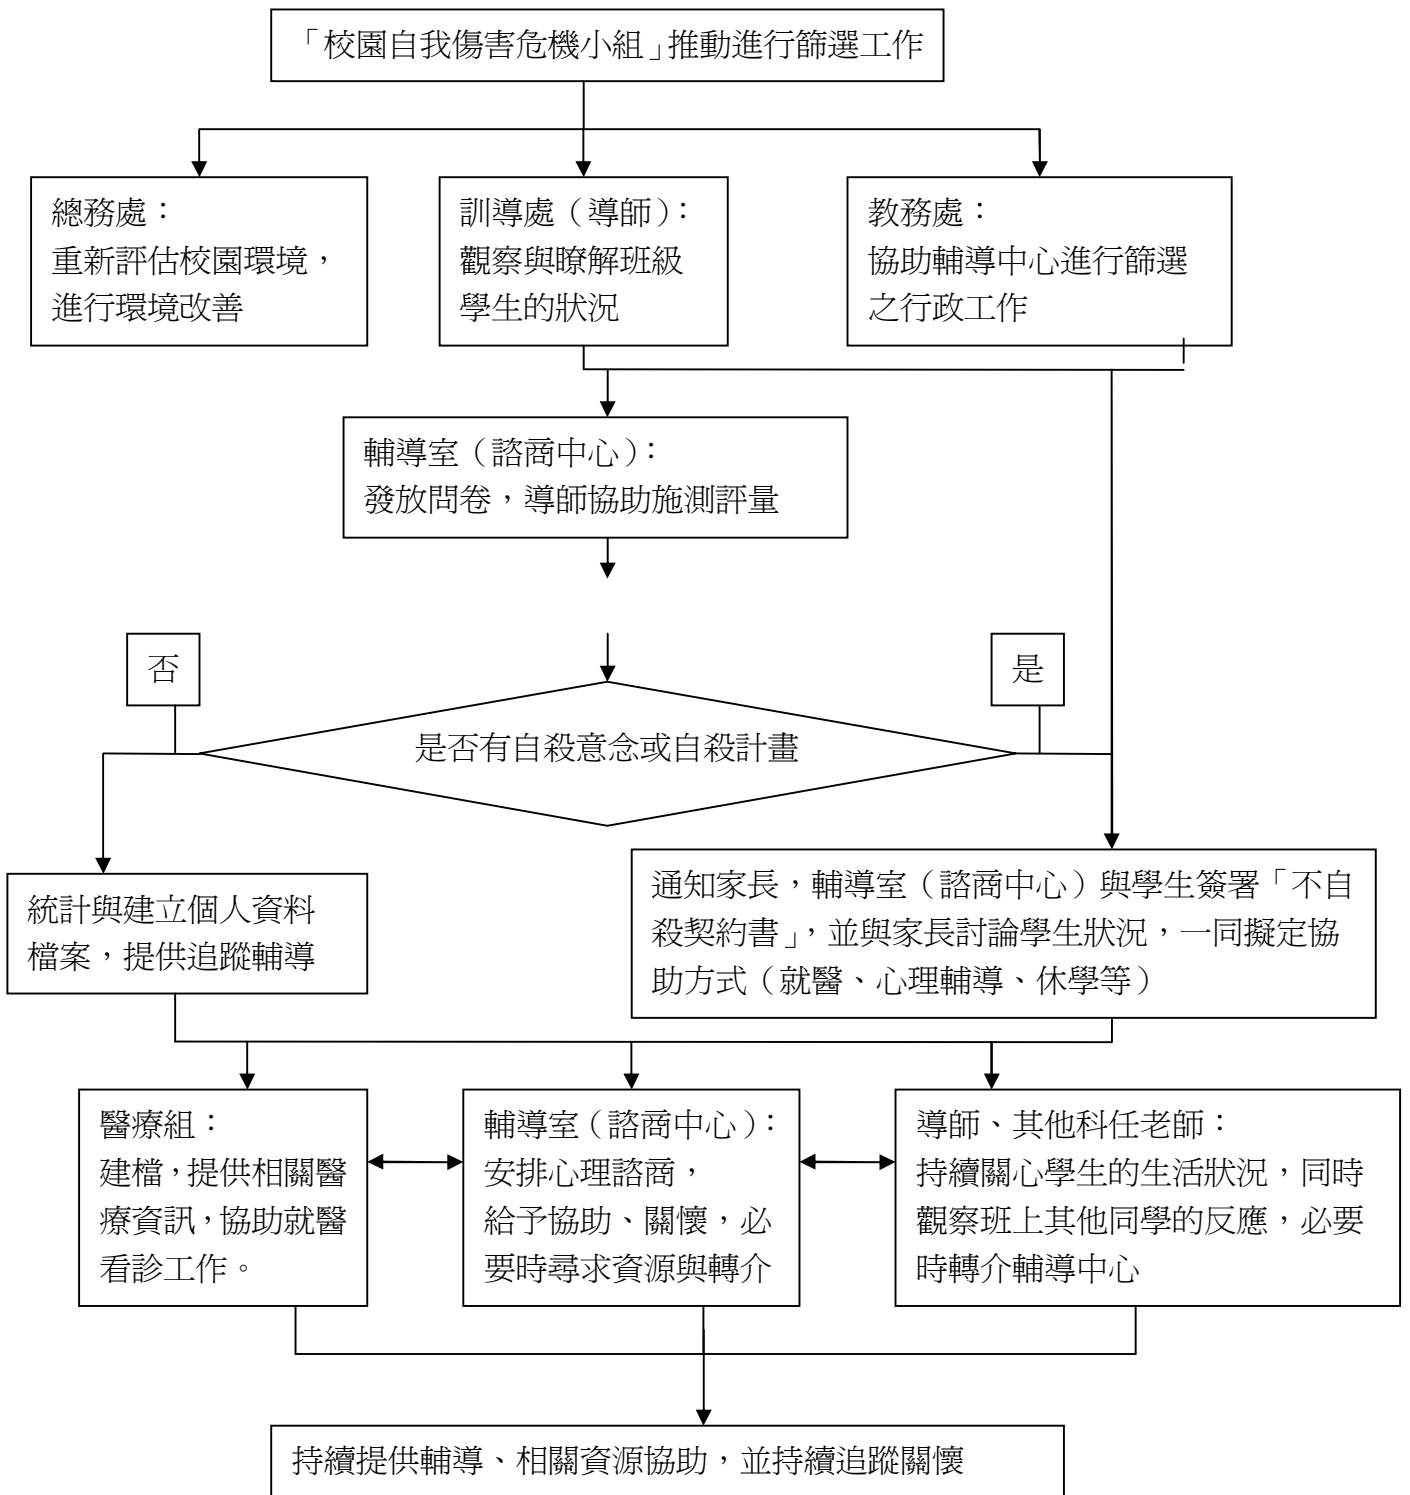 「校園自我傷害危機小組」推動進行篩選工作
總務處：
重新評估校園環境，
進行環境改善
訓導處（導師）：
觀察與瞭解班級
學生的狀況
教務處：
協助輔導中心進行篩選
之行政工作
輔導室（諮商中心）：
發放問卷，導師協助施測評量
否
是
是否有自殺意念或自殺計畫
統計與建立個人資料
檔案，提供追蹤輔導
通知家長，輔導室（諮商中心）與學生簽署「不自
殺契約書」，並與家長討論學生狀況，一同擬定協
助方式（就醫、心理輔導、休學等）
醫療組：
建檔，提供相關醫
療資訊，協助就醫
看診工作。
輔導室（諮商中心）：
安排心理諮商，
給予協助、關懷，必
要時尋求資源與轉介
導師、其他科任老師：
持續關心學生的生活狀況，同時
觀察班上其他同學的反應，必要
時轉介輔導中心
持續提供輔導、相關資源協助，並持續追蹤關懷